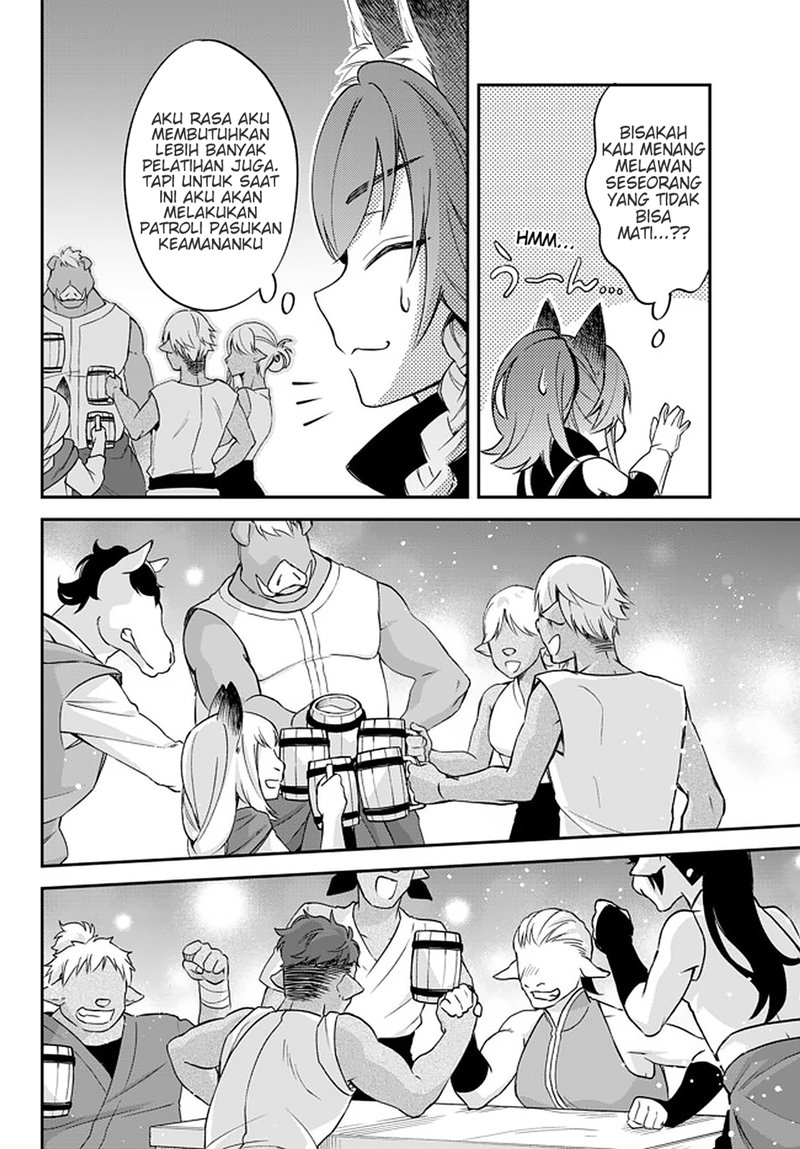 BISAKAH
KAU MENANG
MELAWAN
SESEORANG
YANG TIDAK
BISA
MATI...??
HMM...
う～ん...
AKU RASA AKU
MEMBUTUHKAN
LEBIH BANYAK
PELATIHAN JUGA.
TAPI UNTUK SAAT
INI AKU AKAN
MELAKUKAN
PATROLI PASUKAN
KEAMANANKU